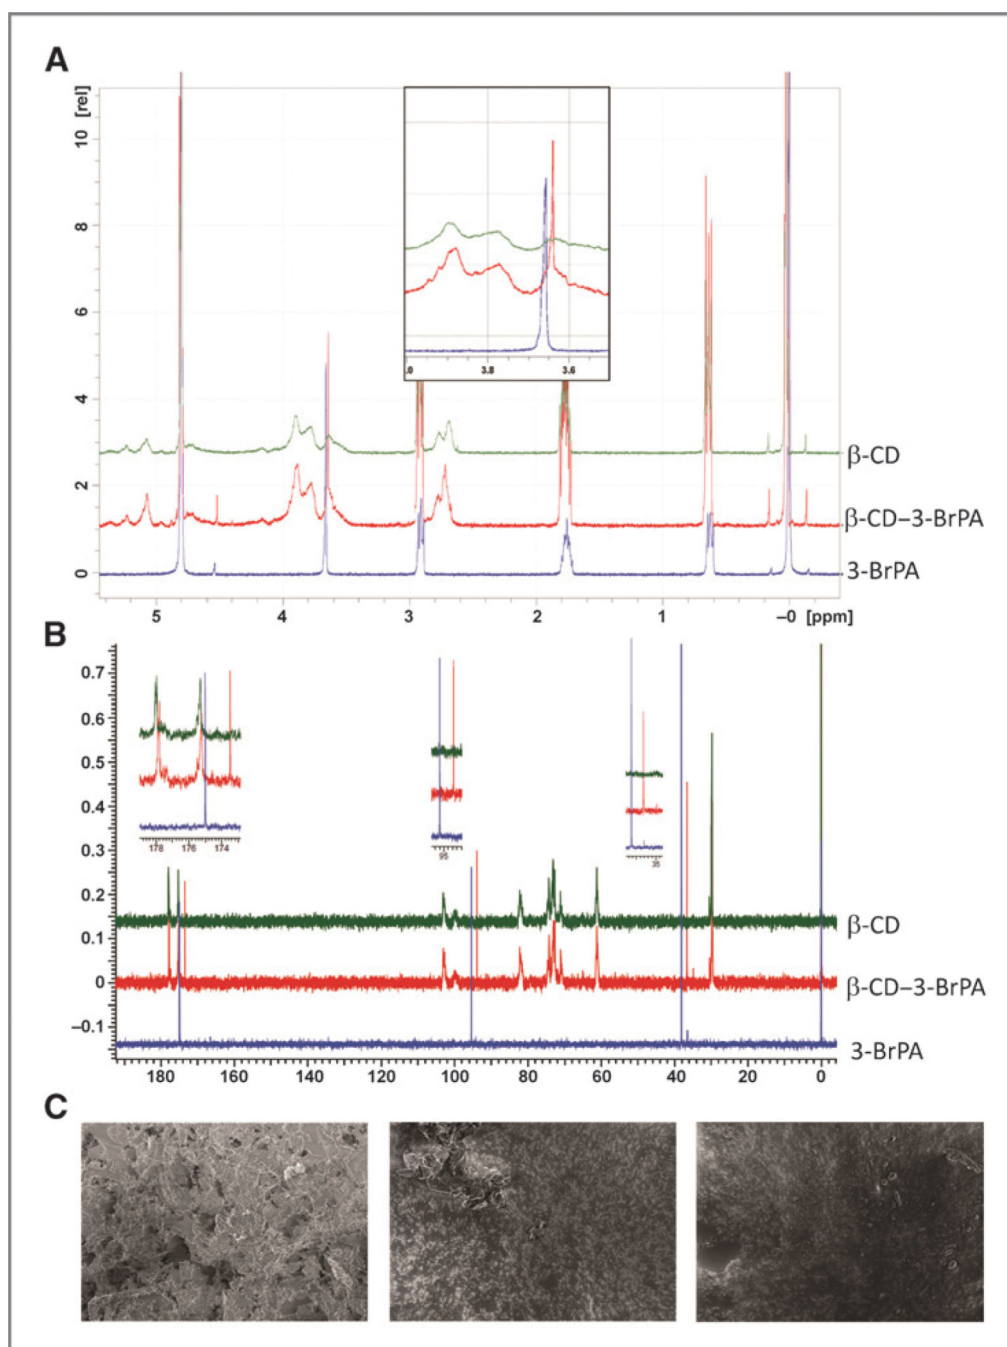 A
[rel]
10
8
6
4
2
0
.0 3.8 3.6
β-CD
β-CD–3-BrPA
3-BrPA
5 4 3 2 1 –0 [ppm]
B
0.7
0.6
0.5
0.4
0.3
0.2
0.1
0
–0.1
178 176 174
95
35
β-CD
β-CD–3-BrPA
3-BrPA
180 160 140 120 100 80 60 40 20 0
C